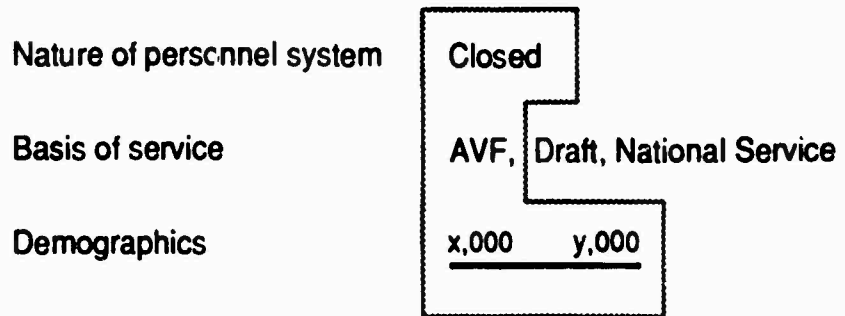 Nature of personnel system Closed
Basis of service AVF, Draft, National Service
Demographics x,000 y,000